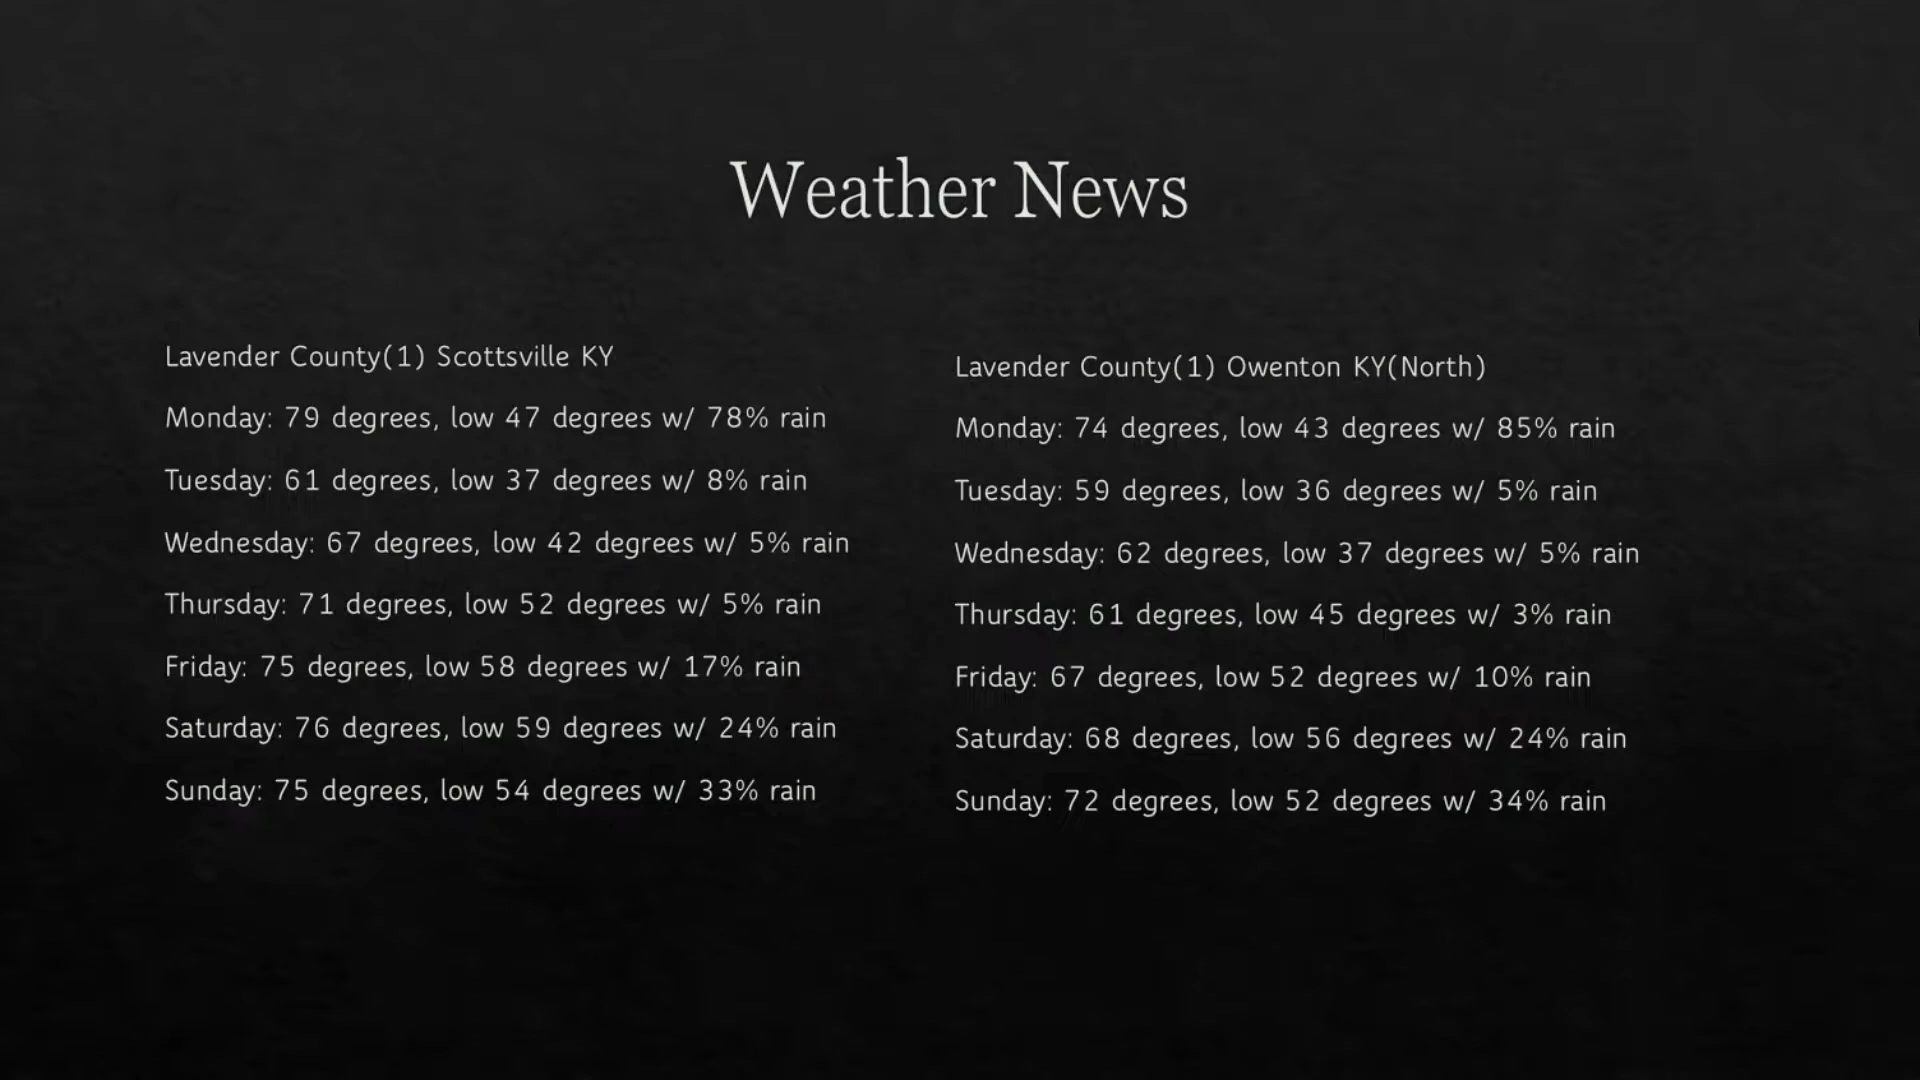 Weather News
Lavender County(1) Scottsville KY
Monday: 79 degrees, low 47 degrees w/ 78% rain
Tuesday: 61 degrees, low 37 degrees w/ 8% rain
Wednesday: 67 degrees, low 42 degrees w/ 5% rain
Thursday: 71 degrees, low 52 degrees w/ 5% rain
Friday: 75 degrees, low 58 degrees w/ 17% rain
Saturday: 76 degrees, low 59 degrees w/ 24% rain
Sunday: 75 degrees, low 54 degrees w/ 33% rain
Lavender County(1) Owenton KY(North)
Monday: 74 degrees, low 43 degrees w/ 85% rain
Tuesday: 59 degrees, low 36 degrees w/ 5% rain
Wednesday: 62 degrees, low 37 degrees w/ 5% rain
Thursday: 61 degrees, low 45 degrees w/ 3% rain
Friday: 67 degrees, low 52 degrees w/ 10% rain
Saturday: 68 degrees, low 56 degrees w/ 24% rain
Sunday: 72 degrees, low 52 degrees w/ 34% rain